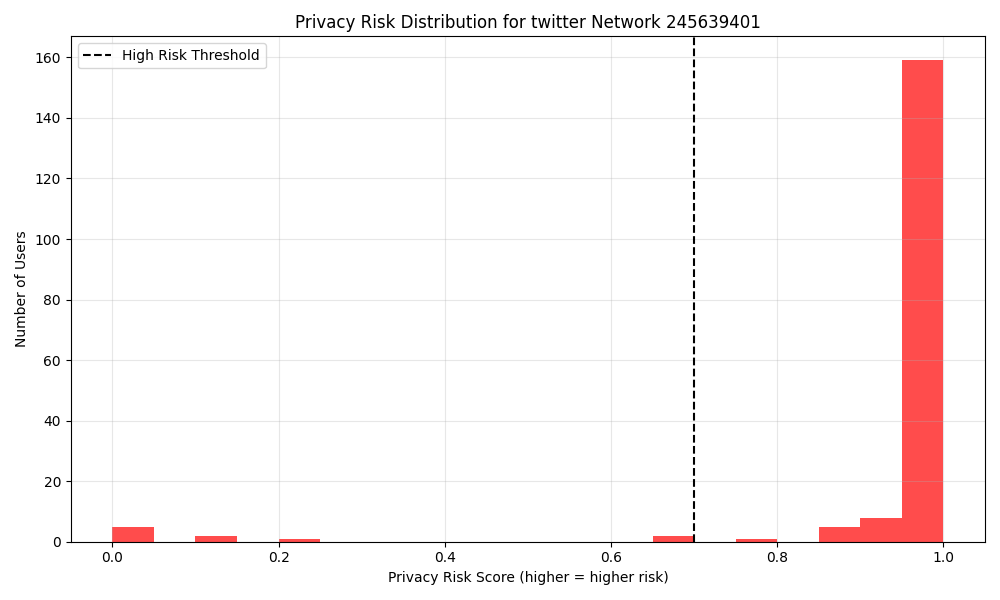 Privacy Risk Distribution for twitter Network 245639401
High Risk Threshold
Number of Users
160
140
120
100
80
60
40
20
0
0.0 0.2 0.4 0.6 0.8 1.0
Privacy Risk Score (higher = higher risk)